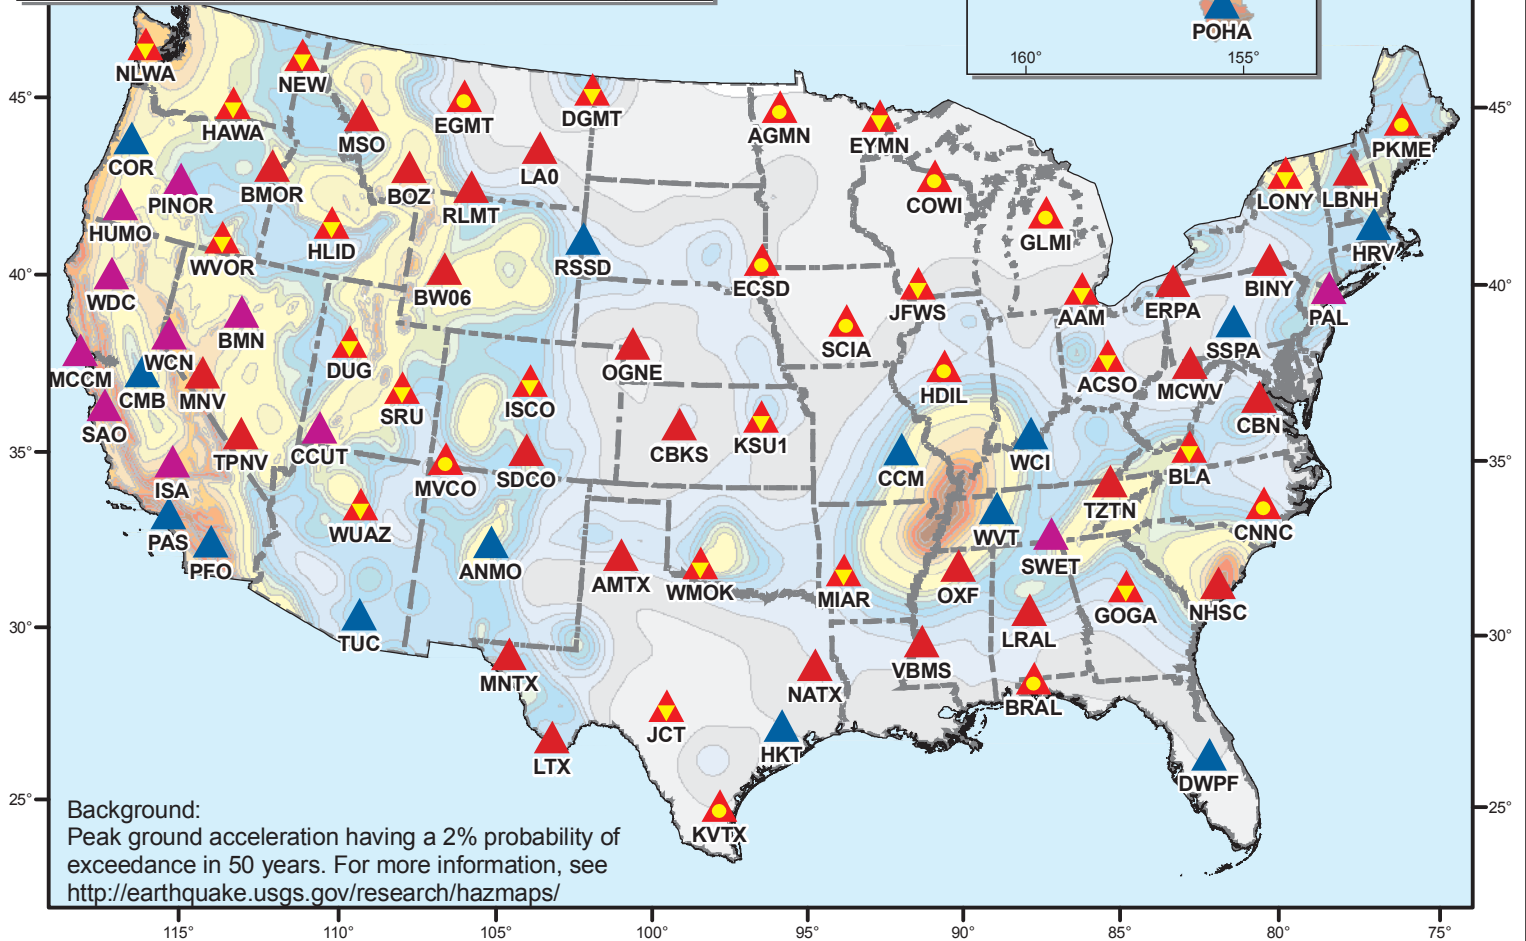 POHA
160°
155°
NLWA
NEW
45°
HAWA
MSO
EGMT
DGMT
AGMN
EYMN
45°
PKME
COR
PINOR
BMOR
BOZ
LA0
RLMT
COWI
LONY
LBNH
HUMO
WVOR
HLID
RSSD
GLMI
HRV
40°
WDC
BW06
ECSD
JFWS
AAM
ERPA
BINY
PAL
40°
BMN
WCN
DUG
OGNE
SCIA
SSPA
MCCM
CMB
MNV
SRU
ISCO
HDIL
ACSO
MCWV
SAO
CBN
35°
TPNV
CCUT
CBKS
KSU1
CCM
WCI
BLA
35°
ISA
MVCO
SDCO
TZTN
PAS
WUAZ
WVT
CNNC
PFO
ANMO
AMTX
WMOK
MIAR
OXF
SWET
GOGA
NHSC
30°
TUC
LRAL
30°
MNTX
NATX
VBMS
BRAL
LTX
JCT
HKT
DWPF
25°
KVTX
25°
Background:
Peak ground acceleration having a 2% probability of
exceedance in 50 years. For more information, see
http://earthquake.usgs.gov/research/hazmaps/
115°
110°
105°
100°
95°
90°
85°
80°
75°